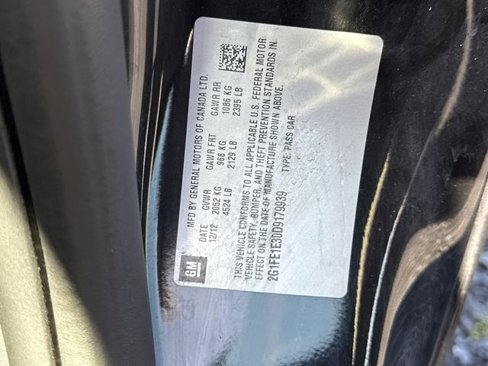 MFD BY GENERAL MOTORS OF CANADA LTD.
DATE GVWR GAWR FRT GAWR RR
12/12 2052 KG 966 KG 1086 KG
4524 LB 2129 LB 2395 LB
THIS VEHICLE CONFORMS TO ALL APPLICABLE U.S. FEDERAL MOTOR
VEHICLE SAFETY, BUMPER, AND THEFT PREVENTION STANDARDS IN
EFFECT ON THE DATE OF MANUFACTURE SHOWN ABOVE.
2G1FE1E30D9179939 TYPE: PASS CAR
GM